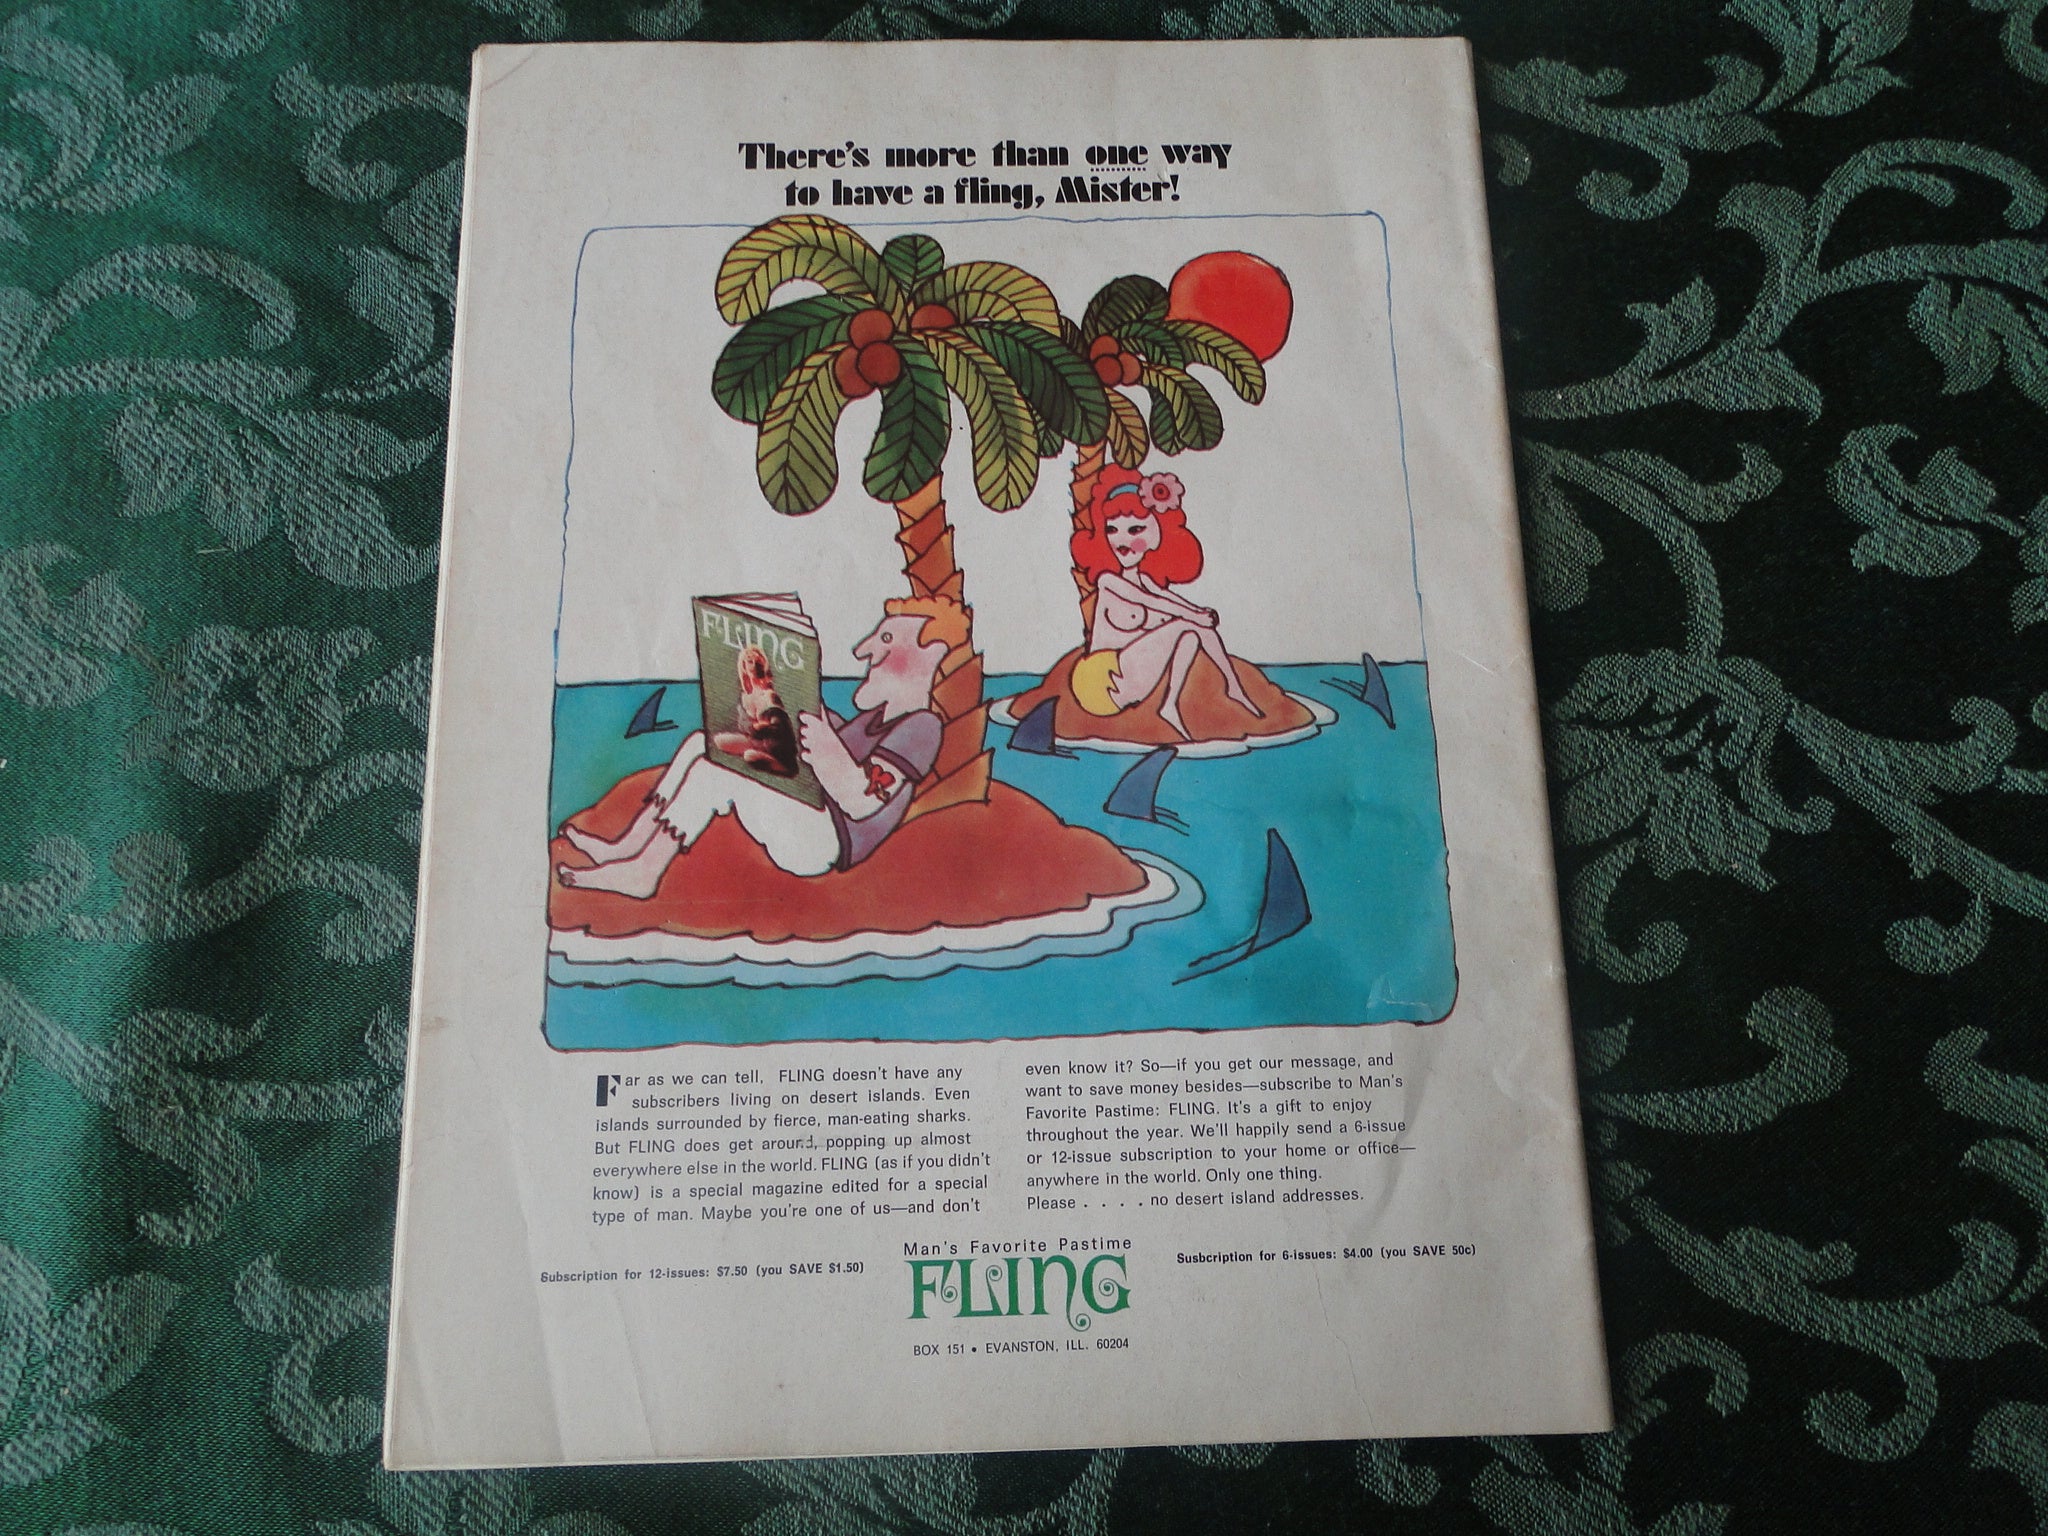 There's more than one way
to have a fling, Mister!
FLING
Far as we can tell, FLING doesn't have any
subscribers living on desert islands. Even
islands surrounded by fierce, man-eating sharks.
But FLING does get around, popping up almost
everywhere else in the world. FLING (as if you didn't
know) is a special magazine edited for a special
type of man. Maybe you're one of us—and don't
even know it? So—if you get our message, and
want to save money besides—subscribe to Man's
Favorite Pastime: FLING. It's a gift to enjoy
throughout the year. We'll happily send a 6-issue
or 12-issue subscription to your home or office—
anywhere in the world. Only one thing.
Please . . . . no desert island addresses.
Subscription for 12-issues: $7.50 (you SAVE $1.50)
Man's Favorite Pastime
FLING
BOX 151 • EVANSTON, ILL. 60204
Susbcription for 6-issues: $4.00 (you SAVE 50c)